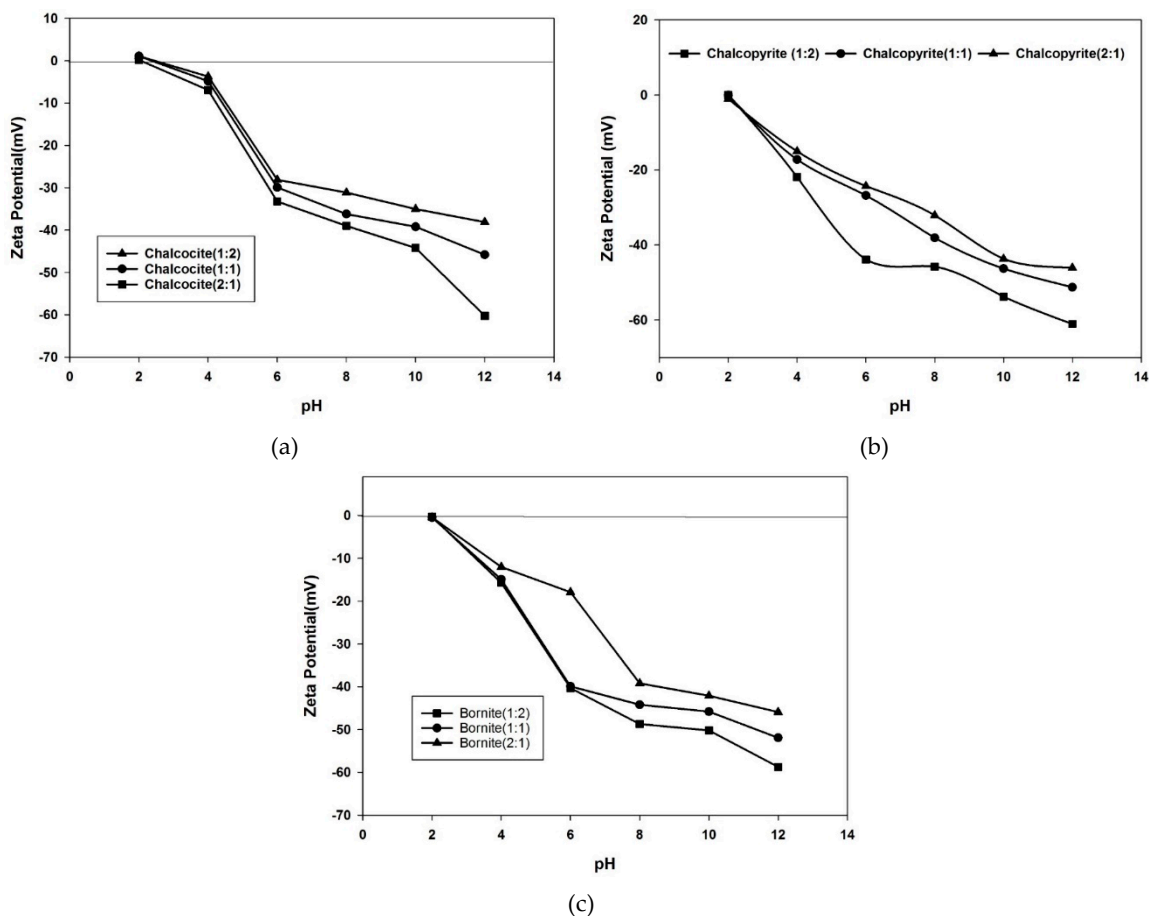 10
0
-10
-20
-30
-40
-50
-60
-70
Zeta Potential(mV)
Chalcocite(1:2)
Chalcocite(1:1)
Chalcocite(2:1)
0 2 4 6 8 10 12 14
pH
(a)
20
0
-20
-40
-60
Zeta Potential (mV)
Chalcopyrite (1:2) Chalcopyrite(1:1) Chalcopyrite(2:1)
0 2 4 6 8 10 12 14
pH
(b)
0
-10
-20
-30
-40
-50
-60
-70
Zeta Potential(mV)
Bornite(1:2)
Bornite(1:1)
Bornite(2:1)
0 2 4 6 8 10 12 14
pH
(c)